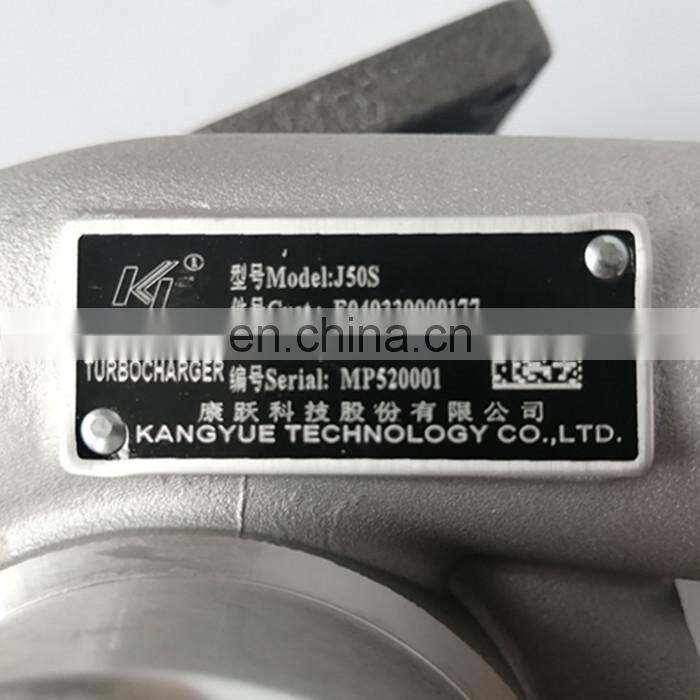 型号Model:J50S
en.china.cn
TURBOCHARGER 编号Serial: MP520001
康跃科技股份有限公司
KANGYUE TECHNOLOGY CO.,LTD.